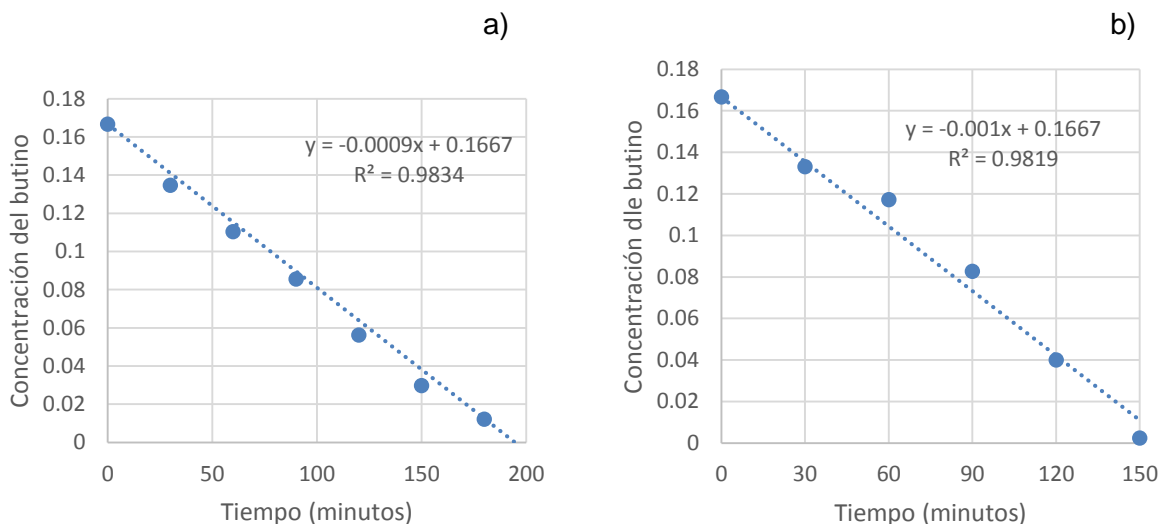 a)
0.18
0.16
0.14
0.12
0.1
0.08
0.06
0.04
0.02
0
Concentración del butino
y = -0.0009x + 0.1667
R² = 0.9834
0 50 100 150 200
Tiempo (minutos)
b)
0.18
0.16
0.14
0.12
0.1
0.08
0.06
0.04
0.02
0
Concentración dle butino
y = -0.001x + 0.1667
R² = 0.9819
0 30 60 90 120 150
Tiempo (minutos)